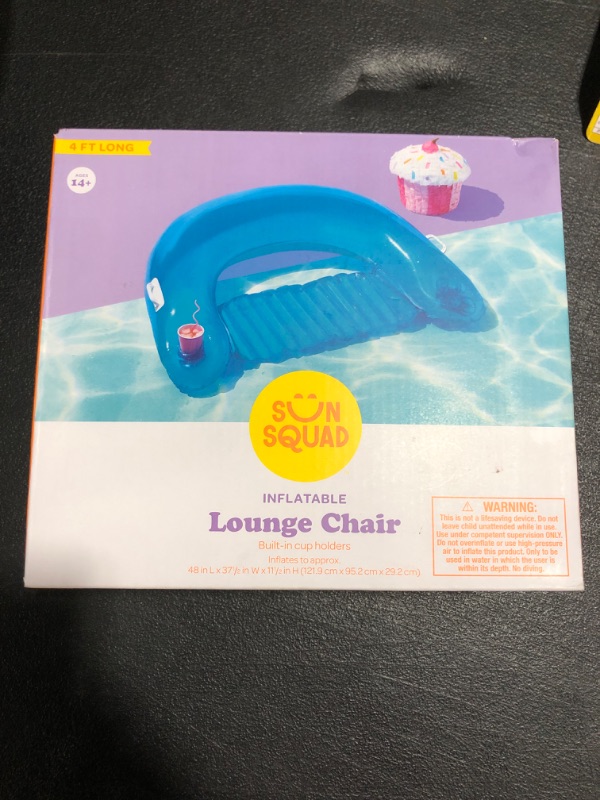 4 FT LONG
AGES
14+
SUN
SQUAD
INFLATABLE
Lounge Chair
Built-in cup holders
Inflates to approx.
48 in L x 37 1/2 in W x 11 1/2 in H (121.9 cm x 95.2 cm x 29.2 cm)
WARNING:
This is not a lifesaving device. Do not
leave child unattended while in use.
Use under competent supervision ONLY.
Do not overinflate or use high-pressure
air to inflate this product. Only to be
used in water in which the user is
within its depth. No diving.